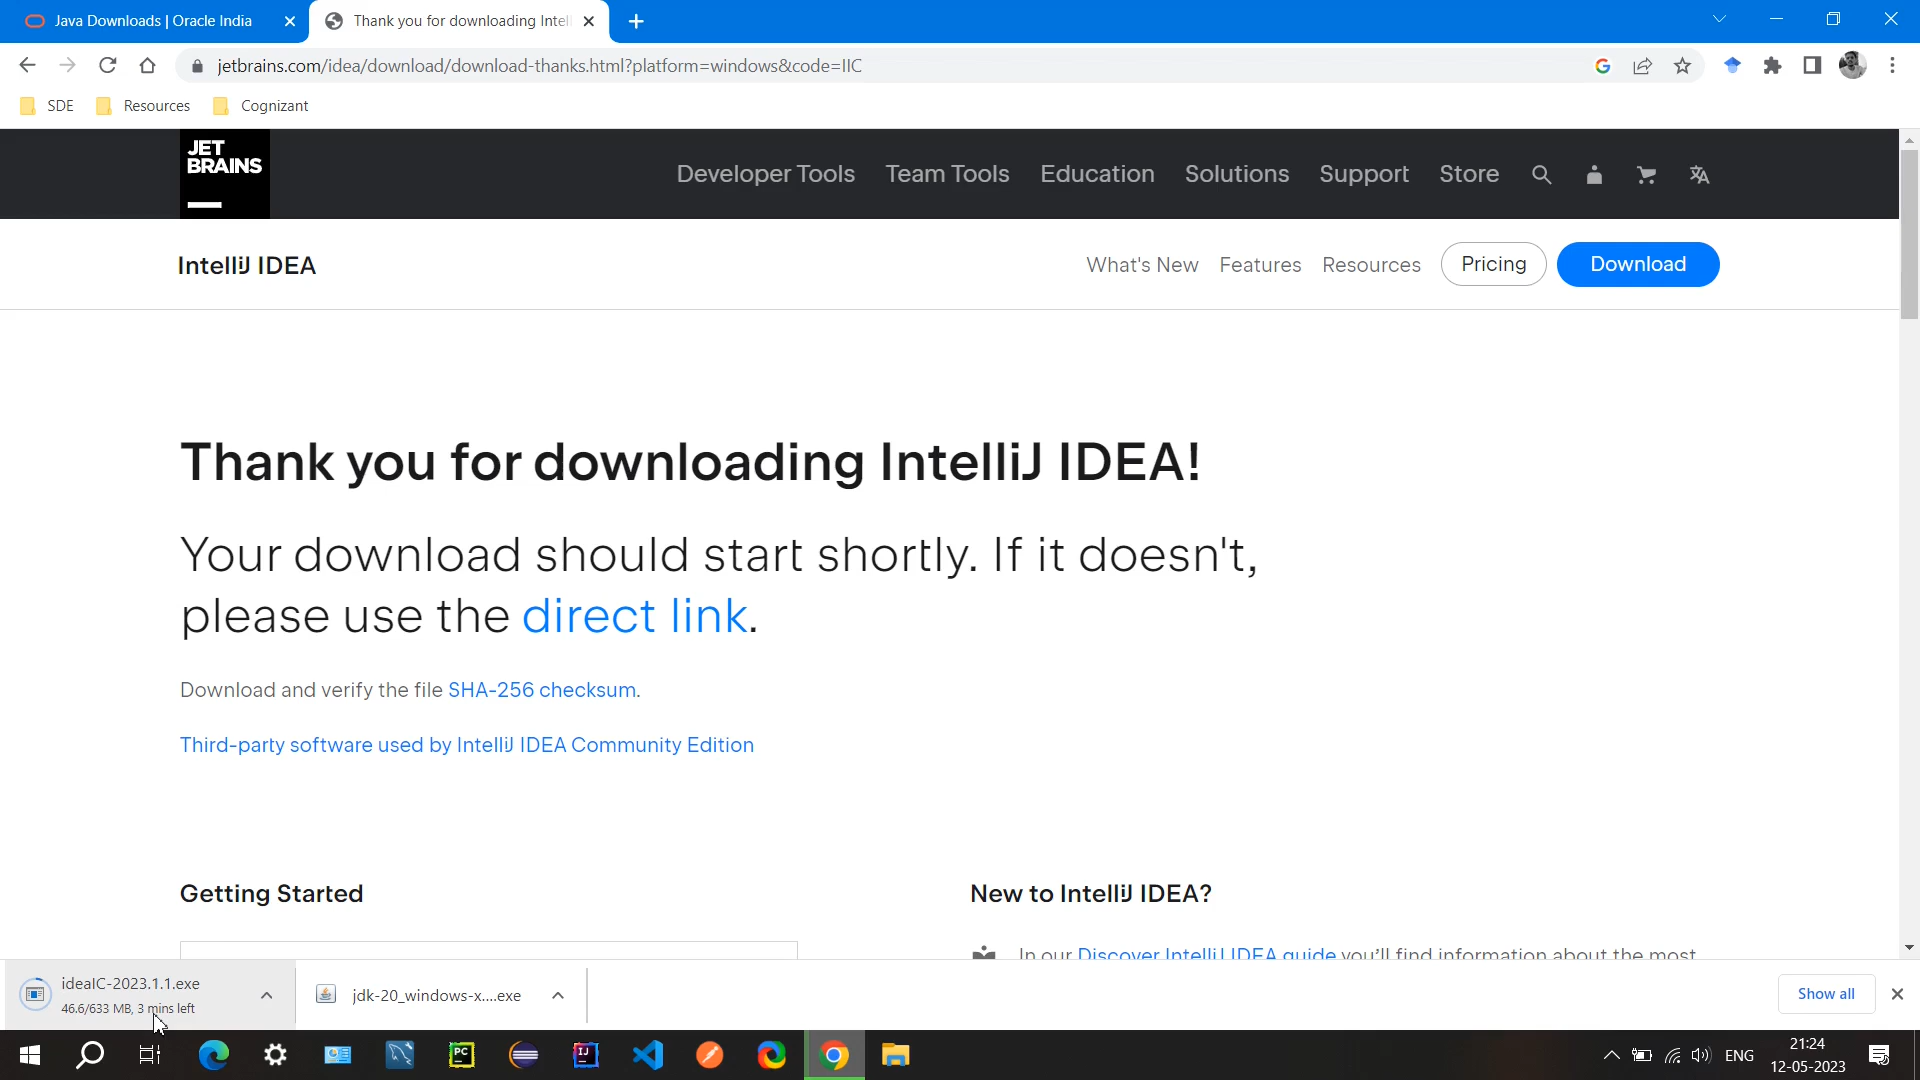 Java Downloads | Oracle India
Thank you for downloading Intell
jetbrains.com/idea/download/download-thanks.html?platform=windows&code=IIC
SDE
Resources
Cognizant
JET
BRAINS
Developer Tools
Team Tools
Education
Solutions
Support
Store
IntelliJ IDEA
What's New
Features
Resources
Pricing
Download
Thank you for downloading IntelliJ IDEA!
Your download should start shortly. If it doesn't,
please use the direct link.
Download and verify the file SHA-256 checksum.
Third-party software used by IntelliJ IDEA Community Edition
Getting Started
New to IntelliJ IDEA?
In our Discover IntelliJ IDEA guide you'll find information about the most
ideaIC-2023.1.1.exe
46.6/633 MB, 3 mins left
jdk-20_windows-x....exe
Show all
PC
IJ
ENG
21:24
12-05-2023